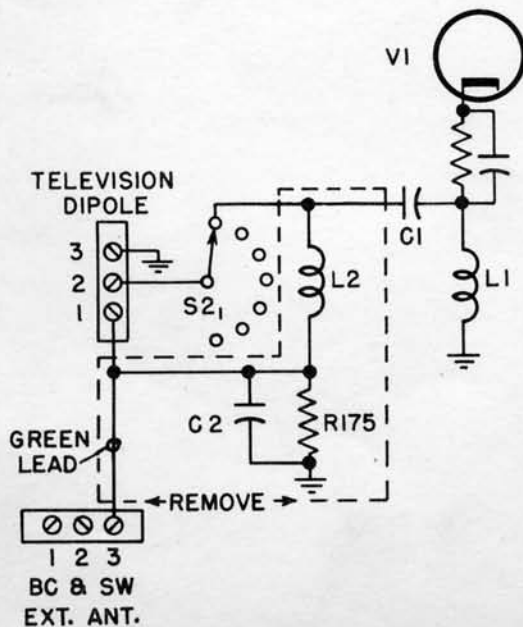 V1
TELEVISION
DIPOLE
3
2
1
S2₁
C1
L2
L1
C2
R175
GREEN
LEAD
REMOVE
1 2 3
BC & SW
EXT. ANT.